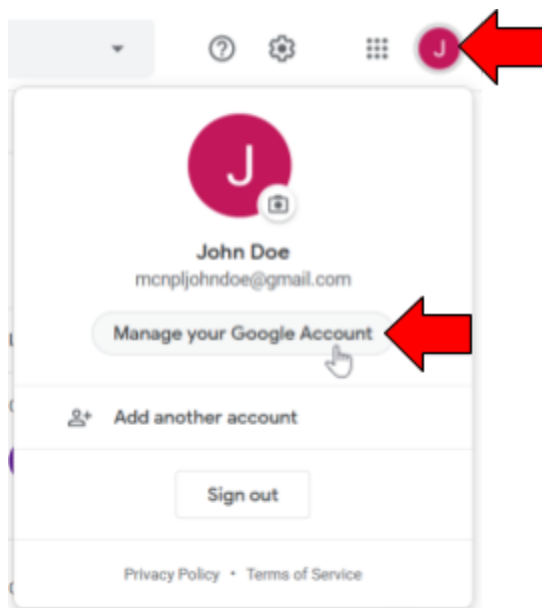 J
J
John Doe
mcnpljohndoe@gmail.com
Manage your Google Account
Add another account
Sign out
Privacy Policy • Terms of Service